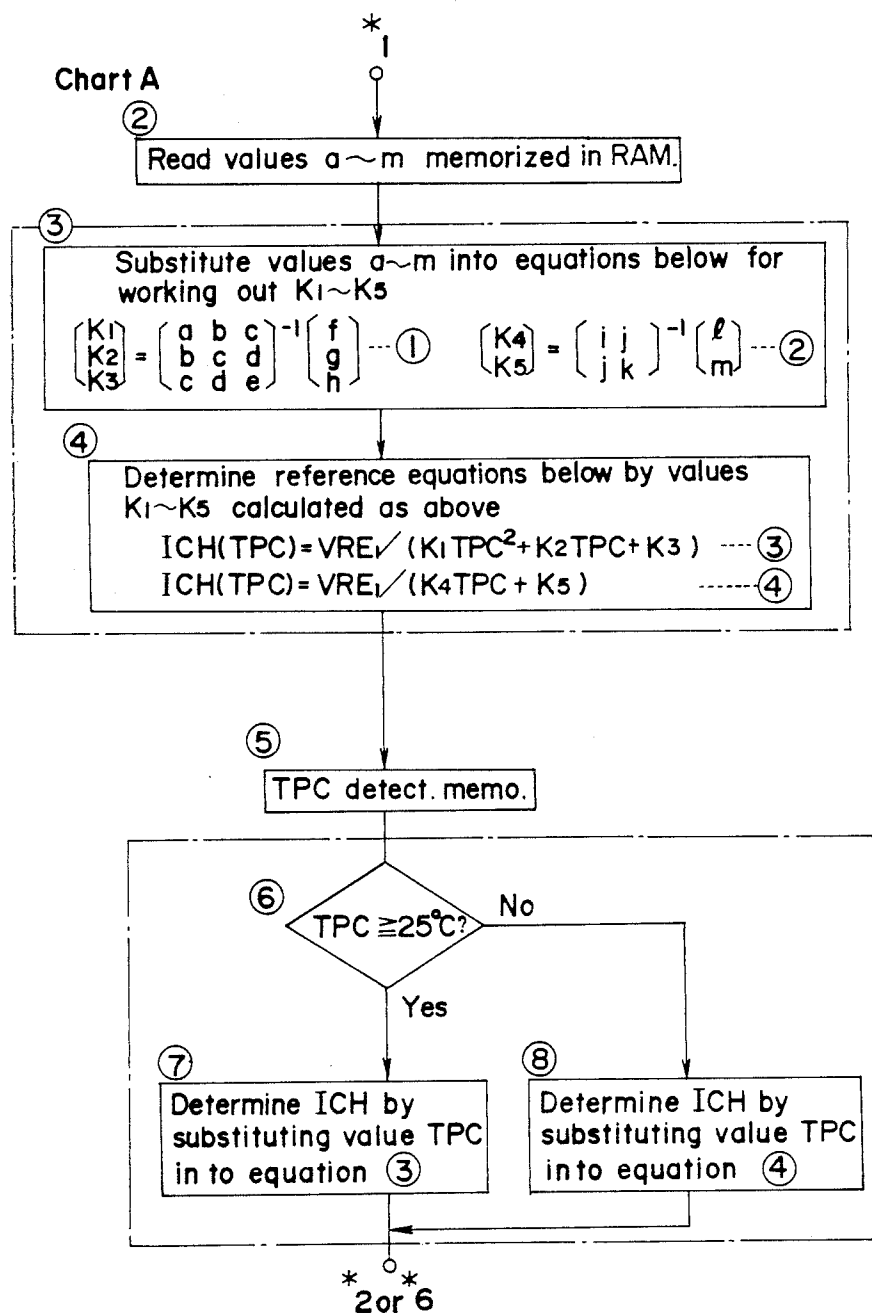 *1
Chart A
②
Read values a~m memorized in RAM.
③
Substitute values a~m into equations below for
working out K1~K5
(K1 K2 K3) = (a b c b c d c d e)⁻¹ (f g h) ---- ① (K4 K5) = (i j j k)⁻¹ (ℓ m) ---- ②
④
Determine reference equations below by values
K1~K5 calculated as above
ICH(TPC)=VRE1/(K1TPC²+K2TPC+K3) ---- ③
ICH(TPC)=VRE1/(K4TPC+K5) ------ ④
⑤
TPC detect. memo.
⑥
TPC ≧25°C?
No
Yes
⑦
Determine ICH by
substituting value TPC
in to equation ③
⑧
Determine ICH by
substituting value TPC
into equation ④
*2 or *6